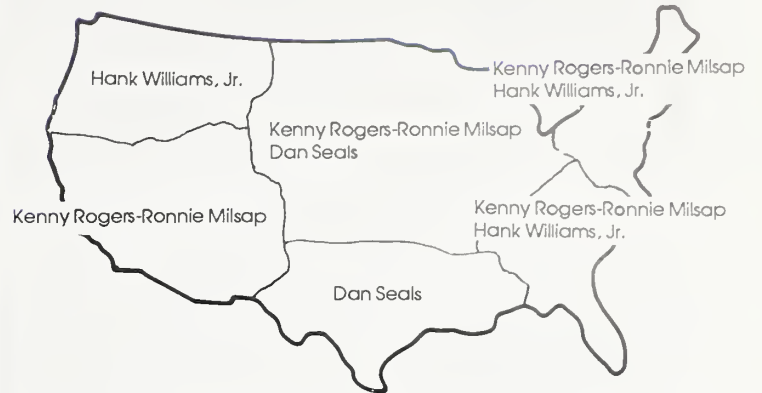 Kenny Rogers-Ronnie Milsap
Hank Williams, Jr.
Hank Williams, Jr.
Kenny Rogers-Ronnie Milsap
Dan Seals
Kenny Rogers-Ronnie Milsap
Kenny Rogers-Ronnie Milsap
Hank Williams, Jr.
Dan Seals